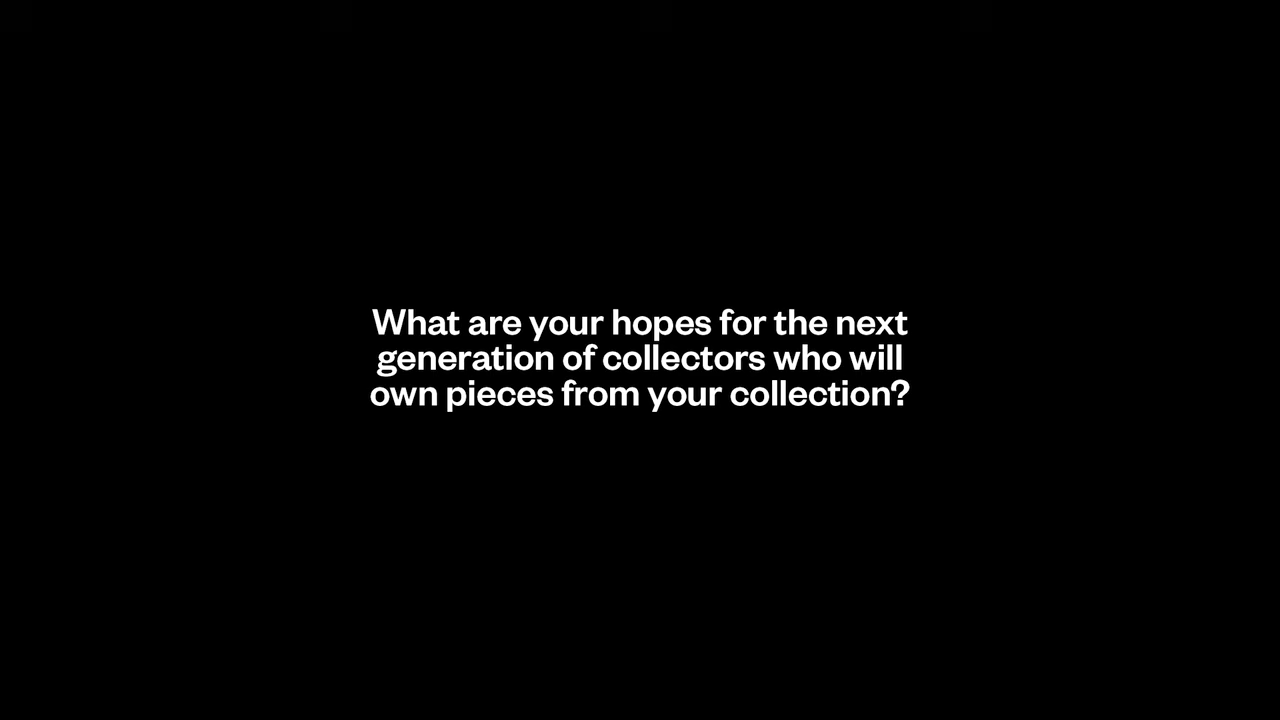 What are your hopes for the next
generation of collectors who will
own pieces from your collection?